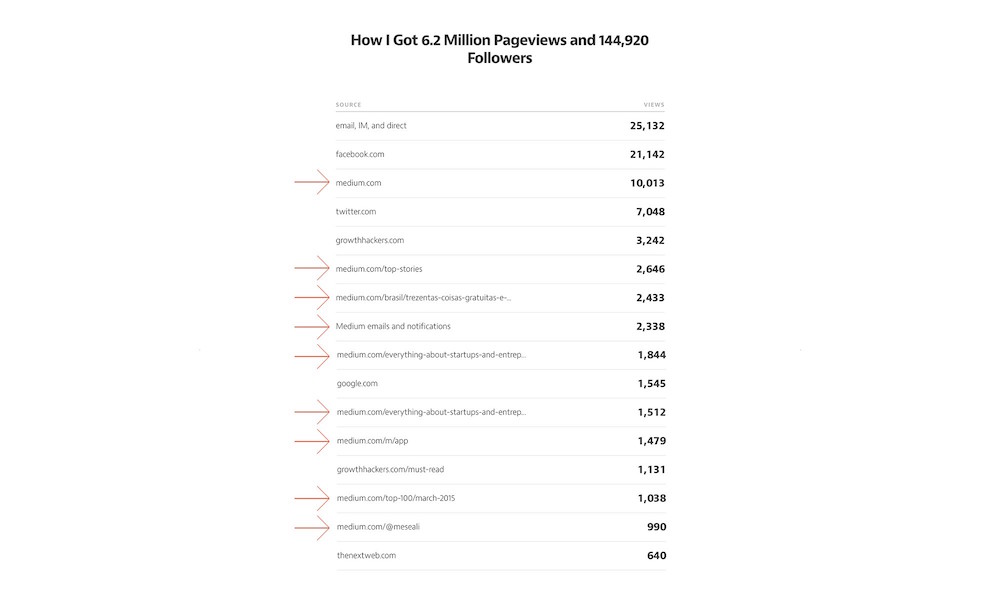 How I Got 6.2 Million Pageviews and 144,920
Followers
SOURCE VIEWS
email, IM, and direct 25,132
facebook.com 21,142
medium.com 10,013
twitter.com 7,048
growthhackers.com 3,242
medium.com/top-stories 2,646
medium.com/brasil/trezentas-coisas-gratuitas-e-... 2,433
Medium emails and notifications 2,338
medium.com/everything-about-startups-and-entrep... 1,844
google.com 1,545
medium.com/everything-about-startups-and-entrep... 1,512
medium.com/m/app 1,479
growthhackers.com/must-read 1,131
medium.com/top-100/march-2015 1,038
medium.com/@meseali 990
thenextweb.com 640